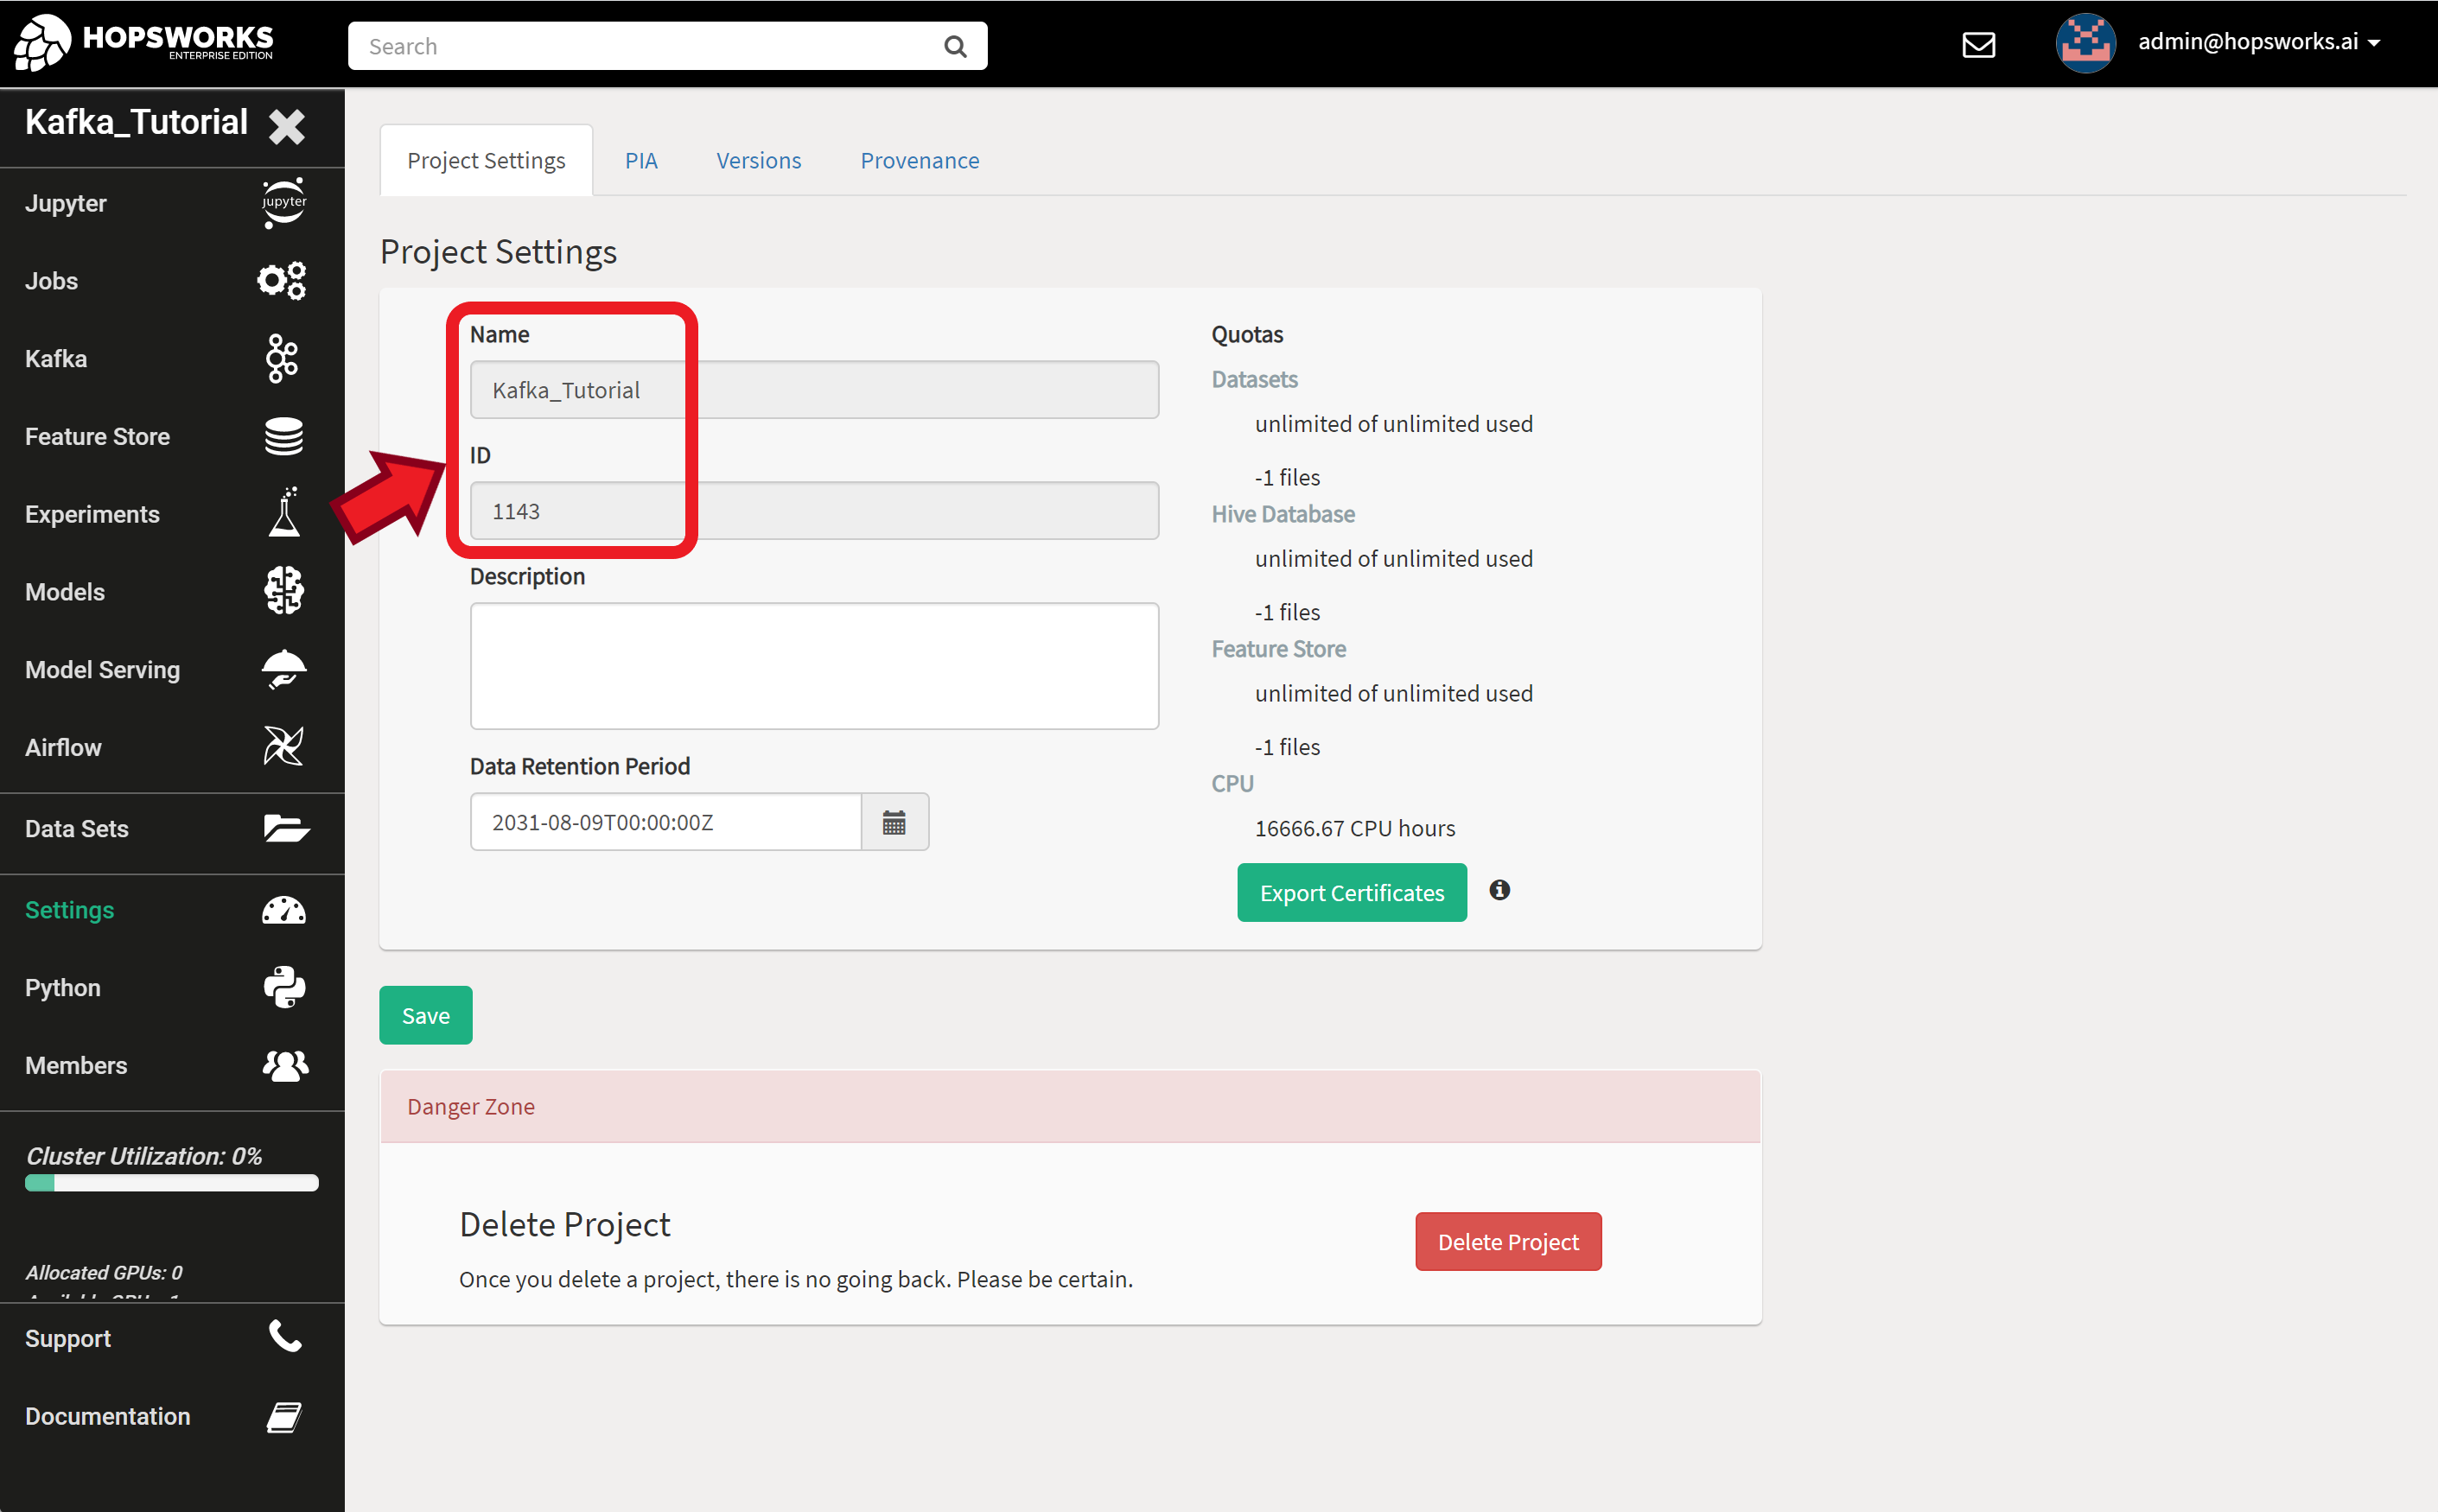 HOPSWORKS
ENTERPRISE EDITION
Search
admin@hopsworks.ai
Kafka_Tutorial
Jupyter
jupyter
Jobs
Kafka
Feature Store
Experiments
Models
Model Serving
Airflow
Data Sets
Settings
Python
Members
Cluster Utilization: 0%
Allocated GPUs: 0
Support
Documentation
Project Settings
PIA
Versions
Provenance
Project Settings
Name
Kafka_Tutorial
ID
1143
Description
Data Retention Period
2031-08-09T00:00:00Z
Quotas
Datasets
unlimited of unlimited used
-1 files
Hive Database
unlimited of unlimited used
-1 files
Feature Store
unlimited of unlimited used
-1 files
CPU
16666.67 CPU hours
Export Certificates
Save
Danger Zone
Delete Project
Once you delete a project, there is no going back. Please be certain.
Delete Project